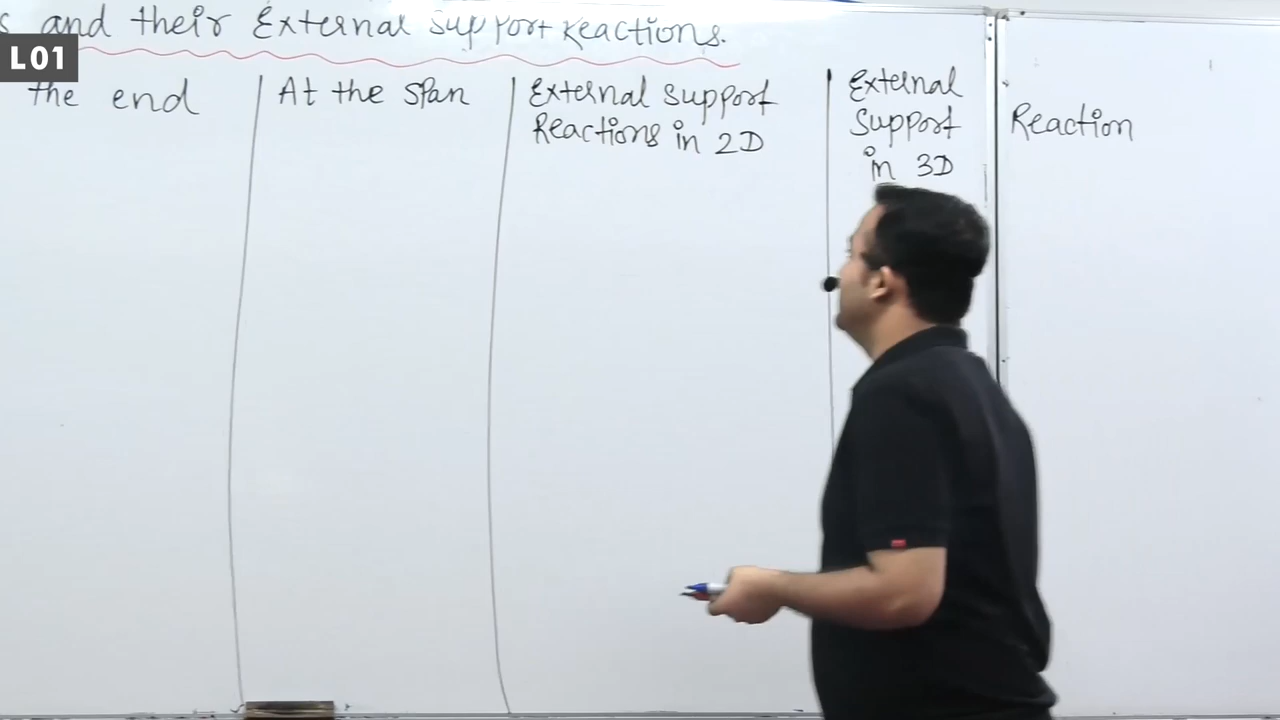 s and their External Support Reactions.
L01
the end
At the span
External Support
Reactions in 2D
External
Support
in 3D
Reaction